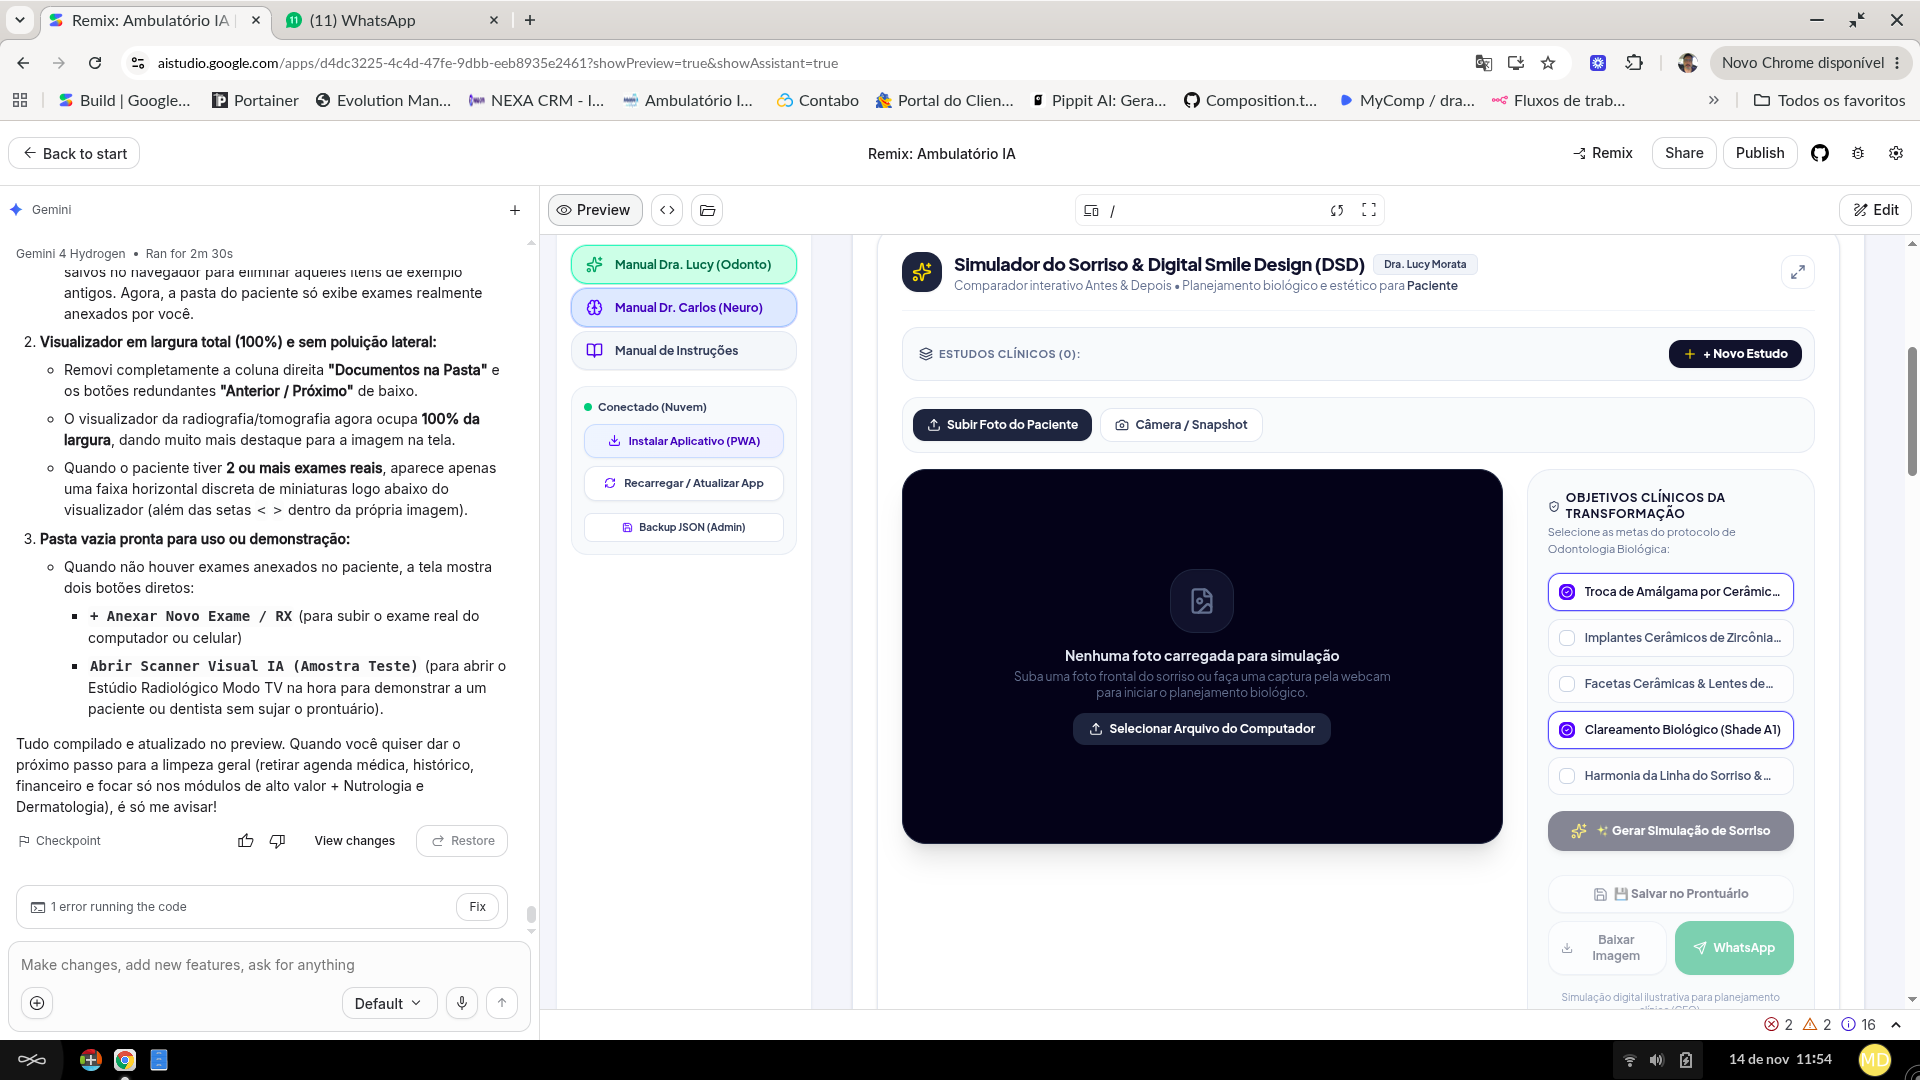 Remix: Ambulatório IA
(11) WhatsApp
aistudio.google.com/apps/d4dc3225-4c4d-47fe-9dbb-eeb8935e2461?showPreview=true&showAssistant=true
Novo Chrome disponível
Build | Google...
Portainer
Evolution Man...
NEXA CRM - I...
Ambulatório I...
Contabo
Portal do Clien...
Pippit AI: Gera...
Composition.t...
MyComp / dra...
Fluxos de trab...
Todos os favoritos
Back to start
Remix: Ambulatório IA
Remix
Share
Publish
Gemini
Preview
/
Edit
Gemini 4 Hydrogen • Ran for 2m 30s
salvos no navegador para eliminar aqueles itens de exemplo
antigos. Agora, a pasta do paciente só exibe exames realmente
anexados por você.
2. Visualizador em largura total (100%) e sem poluição lateral:
Removi completamente a coluna direita "Documentos na Pasta" e
os botões redundantes "Anterior / Próximo" de baixo.
O visualizador da radiografia/tomografia agora ocupa 100% da
largura, dando muito mais destaque para a imagem na tela.
Quando o paciente tiver 2 ou mais exames reais, aparece apenas
uma faixa horizontal discreta de miniaturas logo abaixo do
visualizador (além das setas < > dentro da própria imagem).
3. Pasta vazia pronta para uso ou demonstração:
Quando não houver exames anexados no paciente, a tela mostra
dois botões diretos:
+ Anexar Novo Exame / RX (para subir o exame real do
computador ou celular)
Abrir Scanner Visual IA (Amostra Teste) (para abrir o
Estúdio Radiológico Modo TV na hora para demonstrar a um
paciente ou dentista sem sujar o prontuário).
Tudo compilado e atualizado no preview. Quando você quiser dar o
próximo passo para a limpeza geral (retirar agenda médica, histórico,
financeiro e focar só nos módulos de alto valor + Nutrologia e
Dermatologia), é só me avisar!
Checkpoint
View changes
Restore
1 error running the code
Fix
Make changes, add new features, ask for anything
Default
Manual Dra. Lucy (Odonto)
Manual Dr. Carlos (Neuro)
Manual de Instruções
Conectado (Nuvem)
Instalar Aplicativo (PWA)
Recarregar / Atualizar App
Backup JSON (Admin)
Simulador do Sorriso & Digital Smile Design (DSD)
Dra. Lucy Morata
Comparador interativo Antes & Depois • Planejamento biológico e estético para Paciente
ESTUDOS CLÍNICOS (0):
+ Novo Estudo
Subir Foto do Paciente
Câmera / Snapshot
Nenhuma foto carregada para simulação
Suba uma foto frontal do sorriso ou faça uma captura pela webcam
para iniciar o planejamento biológico.
Selecionar Arquivo do Computador
OBJETIVOS CLÍNICOS DA
TRANSFORMAÇÃO
Selecione as metas do protocolo de
Odontologia Biológica:
Troca de Amálgama por Cerâmic...
Implantes Cerâmicos de Zircônia...
Facetas Cerâmicas & Lentes de...
Clareamento Biológico (Shade A1)
Harmonia da Linha do Sorriso &...
Gerar Simulação de Sorriso
Salvar no Prontuário
Baixar
Imagem
WhatsApp
Simulação digital ilustrativa para planejamento
2
2
16
14 de nov 11:54
MD